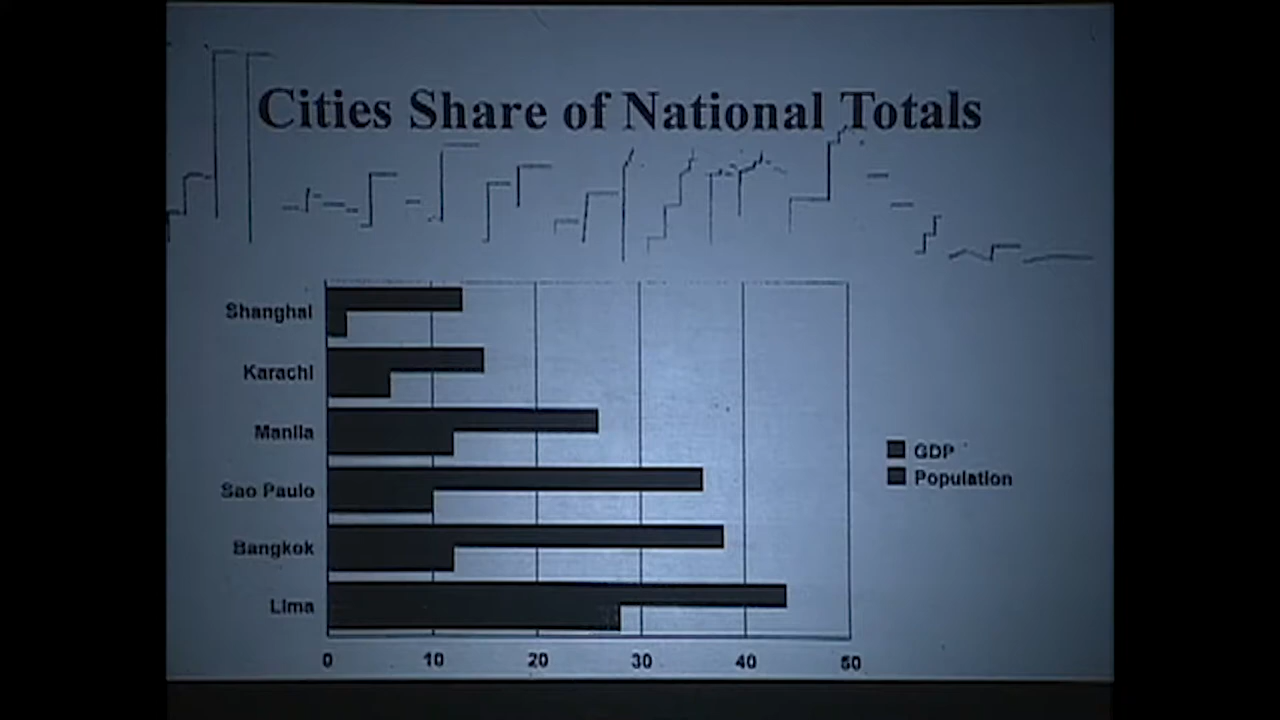 Cities Share of National Totals
Shanghai
Karachi
Manila
Sao Paulo
Bangkok
Lima
0 10 20 30 40 50
GDP
Population